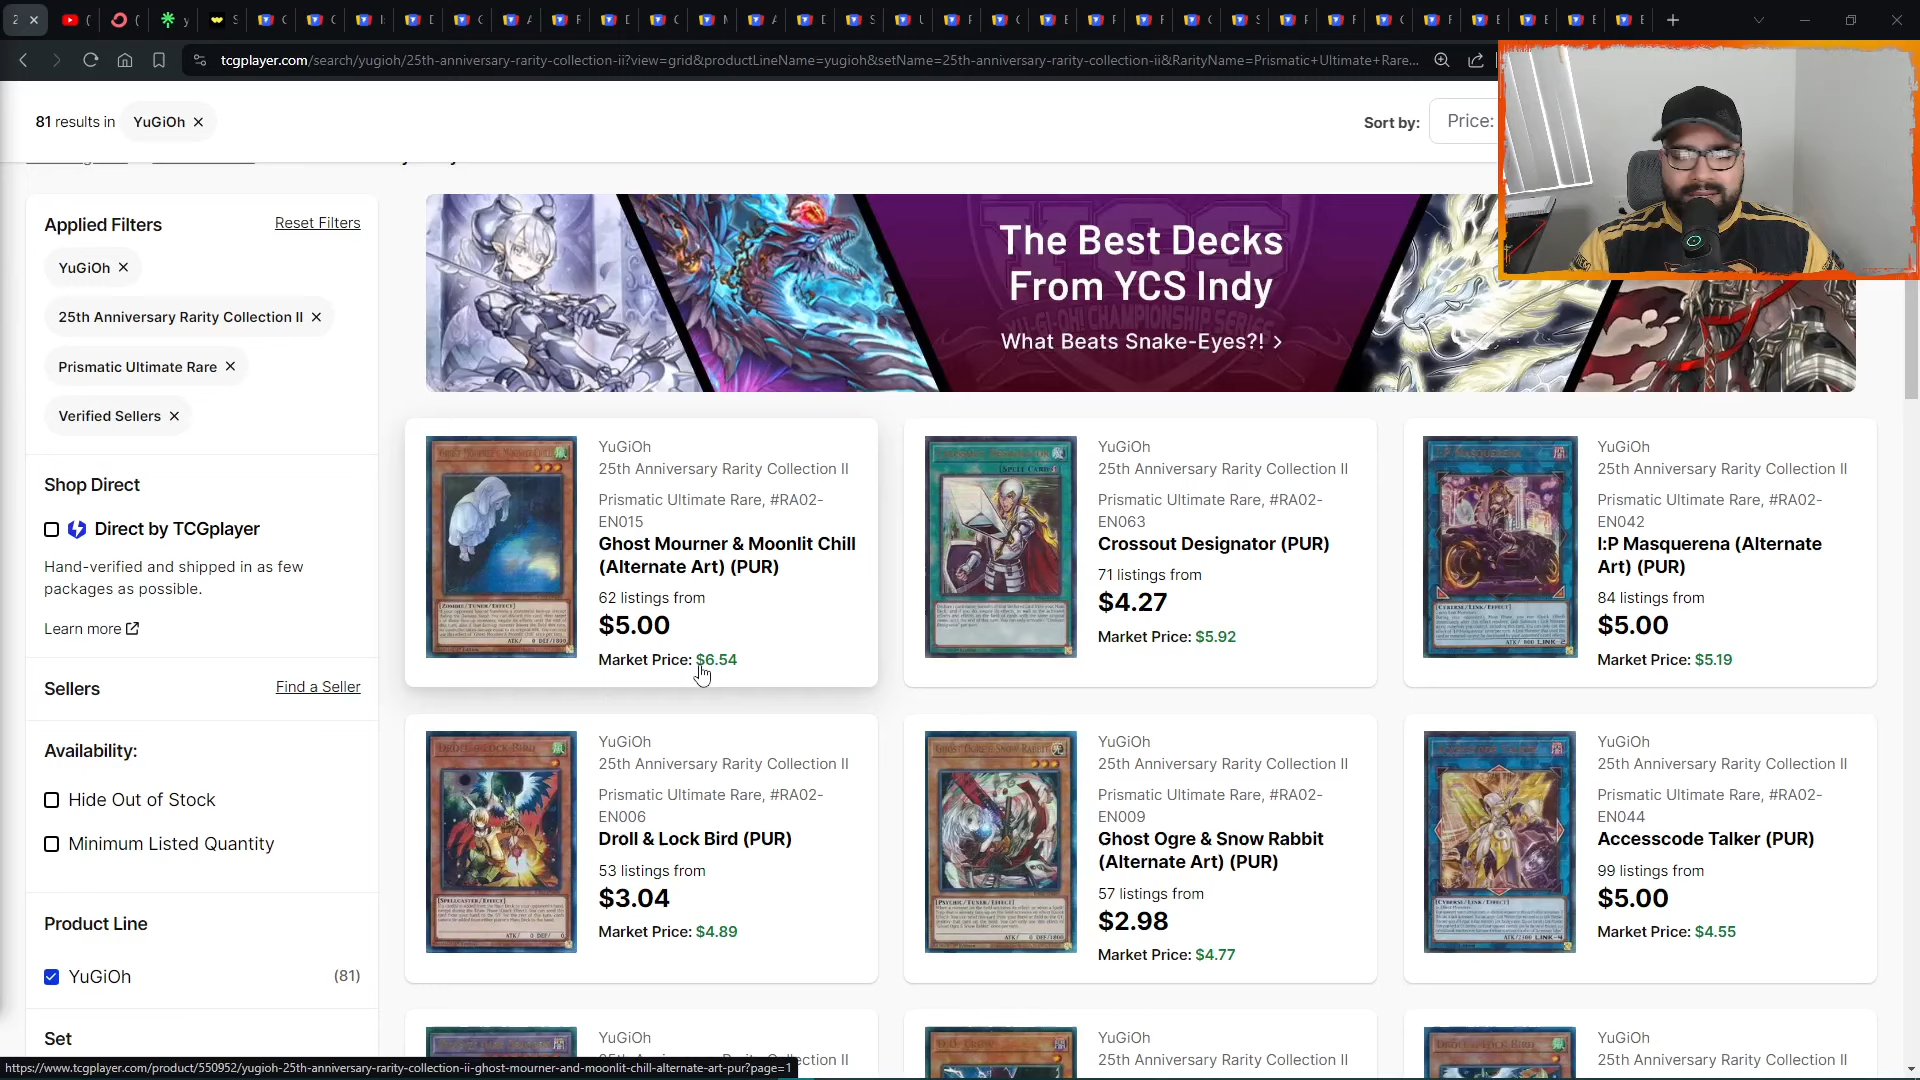 tcgplayer.com/search/yugioh/25th-anniversary-rarity-collection-ii?view=grid&productLineName=yugioh&setName=25th-anniversary-rarity-collection-ii&RarityName=Prismatic+Ultimate+Rare...
81 results in YuGiOh ×
Sort by: Price:
Applied Filters
Reset Filters
YuGiOh ×
25th Anniversary Rarity Collection II ×
Prismatic Ultimate Rare ×
Verified Sellers ×
Shop Direct
Direct by TCGplayer
Hand-verified and shipped in as few
packages as possible.
Learn more
Sellers
Find a Seller
Availability:
Hide Out of Stock
Minimum Listed Quantity
Product Line
YuGiOh (81)
Set
The Best Decks
From YCS Indy
What Beats Snake-Eyes?! >
YuGiOh
25th Anniversary Rarity Collection II
Prismatic Ultimate Rare, #RA02-
EN015
Ghost Mourner & Moonlit Chill
(Alternate Art) (PUR)
62 listings from
$5.00
Market Price: $6.54
YuGiOh
25th Anniversary Rarity Collection II
Prismatic Ultimate Rare, #RA02-
EN063
Crossout Designator (PUR)
71 listings from
$4.27
Market Price: $5.92
YuGiOh
25th Anniversary Rarity Collection II
Prismatic Ultimate Rare, #RA02-
EN042
I:P Masquerena (Alternate
Art) (PUR)
84 listings from
$5.00
Market Price: $5.19
YuGiOh
25th Anniversary Rarity Collection II
Prismatic Ultimate Rare, #RA02-
EN006
Droll & Lock Bird (PUR)
53 listings from
$3.04
Market Price: $4.89
YuGiOh
25th Anniversary Rarity Collection II
Prismatic Ultimate Rare, #RA02-
EN009
Ghost Ogre & Snow Rabbit
(Alternate Art) (PUR)
57 listings from
$2.98
Market Price: $4.77
YuGiOh
25th Anniversary Rarity Collection II
Prismatic Ultimate Rare, #RA02-
EN044
Accesscode Talker (PUR)
99 listings from
$5.00
Market Price: $4.55
YuGiOh
25th Anniversary Rarity Collection II
YuGiOh
25th Anniversary Rarity Collection II
YuGiOh
25th Anniversary Rarity Collection II
https://www.tcgplayer.com/product/550952/yugioh-25th-anniversary-rarity-collection-ii-ghost-mourner-and-moonlit-chill-alternate-art-pur?page=1